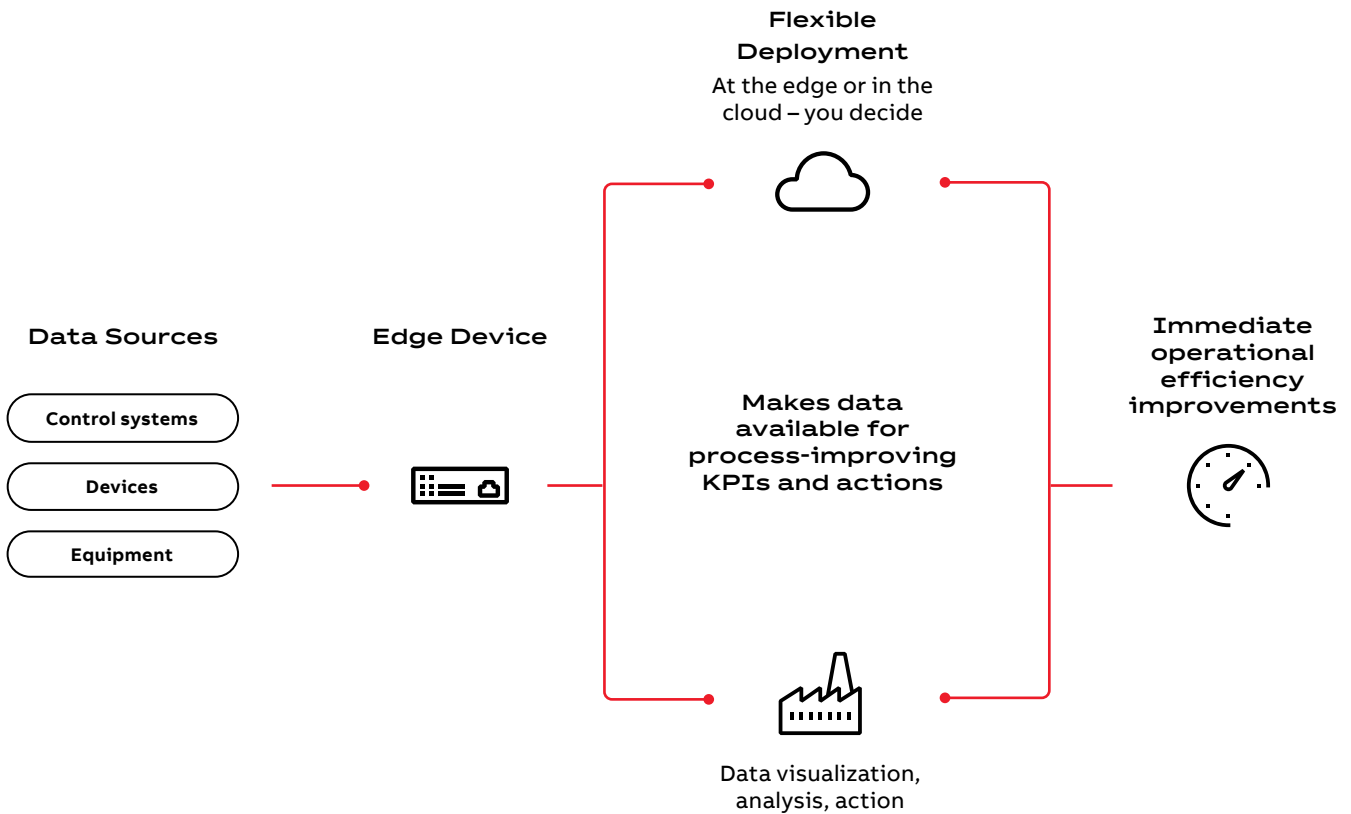 Flexible
Deployment
At the edge or in the
cloud – you decide
Data Sources
Control systems
Devices
Equipment
Edge Device
Makes data
available for
process-improving
KPIs and actions
Data visualization,
analysis, action
Immediate
operational
efficiency
improvements